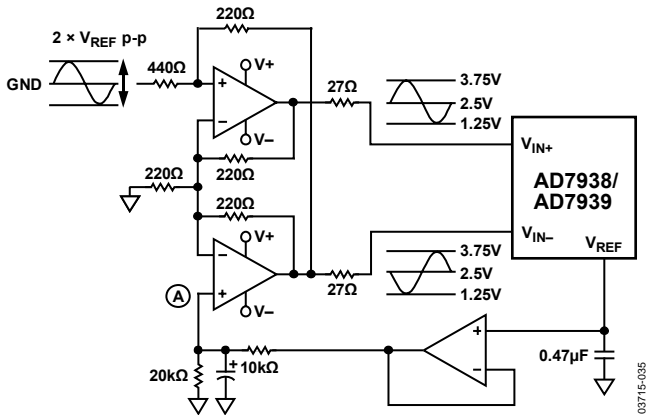 220Ω
2 × VREF p-p
GND
440Ω
V+
+
−
V–
27Ω
3.75V
2.5V
1.25V
VIN+
AD7938/
AD7939
VIN–
VREF
220Ω
220Ω
220Ω
V+
−
+
V–
A
27Ω
3.75V
2.5V
1.25V
20kΩ
+
10kΩ
+
−
0.47µF
03715-035